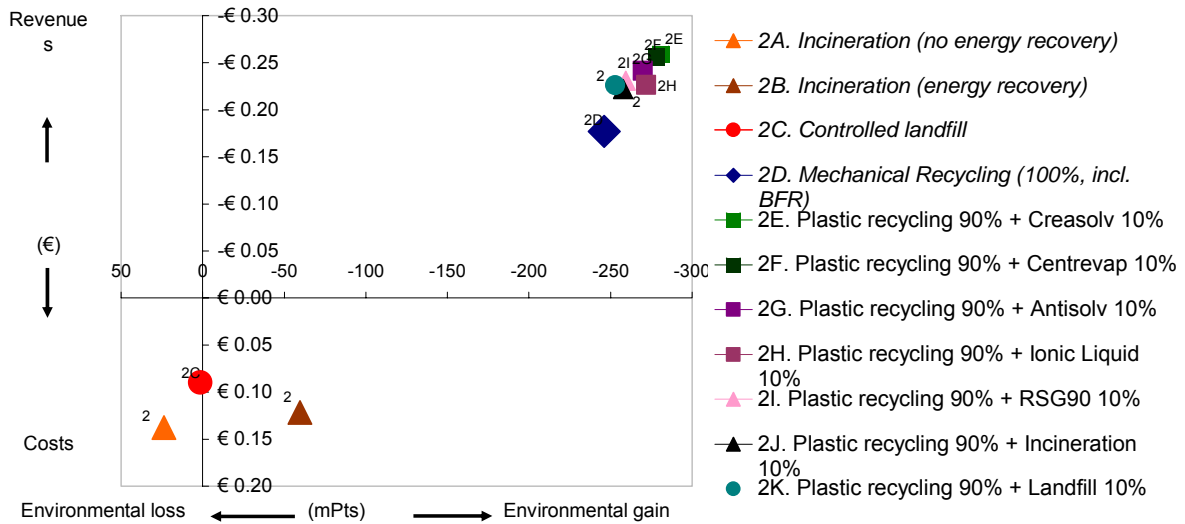 Revenue
s
(€)
Costs
-€ 0.30
-€ 0.25
-€ 0.20
-€ 0.15
-€ 0.10
-€ 0.05
€ 0.00
€ 0.05
€ 0.10
€ 0.15
€ 0.20
50 0 -50 -100 -150 -200 -250 -300
2F 2E
2I 2G
2 2H
2
2D
2C
2 2
Environmental loss (mPts) Environmental gain
2A. Incineration (no energy recovery)
2B. Incineration (energy recovery)
2C. Controlled landfill
2D. Mechanical Recycling (100%, incl.
BFR)
2E. Plastic recycling 90% + Creasolv 10%
2F. Plastic recycling 90% + Centrevap 10%
2G. Plastic recycling 90% + Antisolv 10%
2H. Plastic recycling 90% + Ionic Liquid
10%
2I. Plastic recycling 90% + RSG90 10%
2J. Plastic recycling 90% + Incineration
10%
2K. Plastic recycling 90% + Landfill 10%